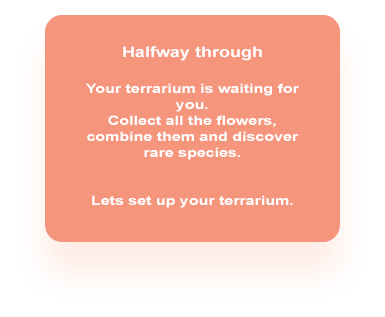 Halfway through
Your terrarium is waiting for
you.
Collect all the flowers,
combine them and discover
rare species.
Lets set up your terrarium.